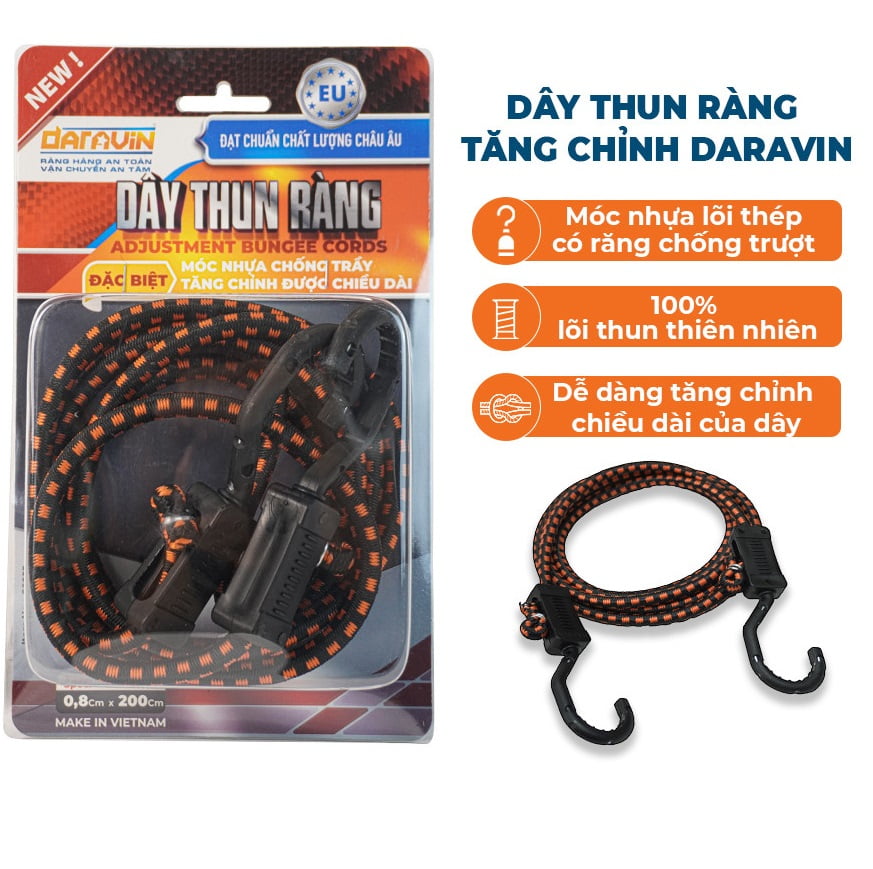 NEW!
daravin
RÀNG HÀNG AN TOÀN
VẬN CHUYỂN AN TÂM
EU
ĐẠT CHUẨN CHẤT LƯỢNG CHÂU ÂU
DÂY THUN RÀNG
ADJUSTMENT BUNGEE CORDS
ĐẶC BIỆT
MÓC NHỰA CHỐNG TRẦY
TĂNG CHỈNH ĐƯỢC CHIỀU DÀI
0,8Cm x 200Cm
MAKE IN VIETNAM
DÂY THUN RÀNG
TĂNG CHỈNH DARAVIN
Móc nhựa lõi thép
có răng chống trượt
100%
lõi thun thiên nhiên
Dễ dàng tăng chỉnh
chiều dài của dây